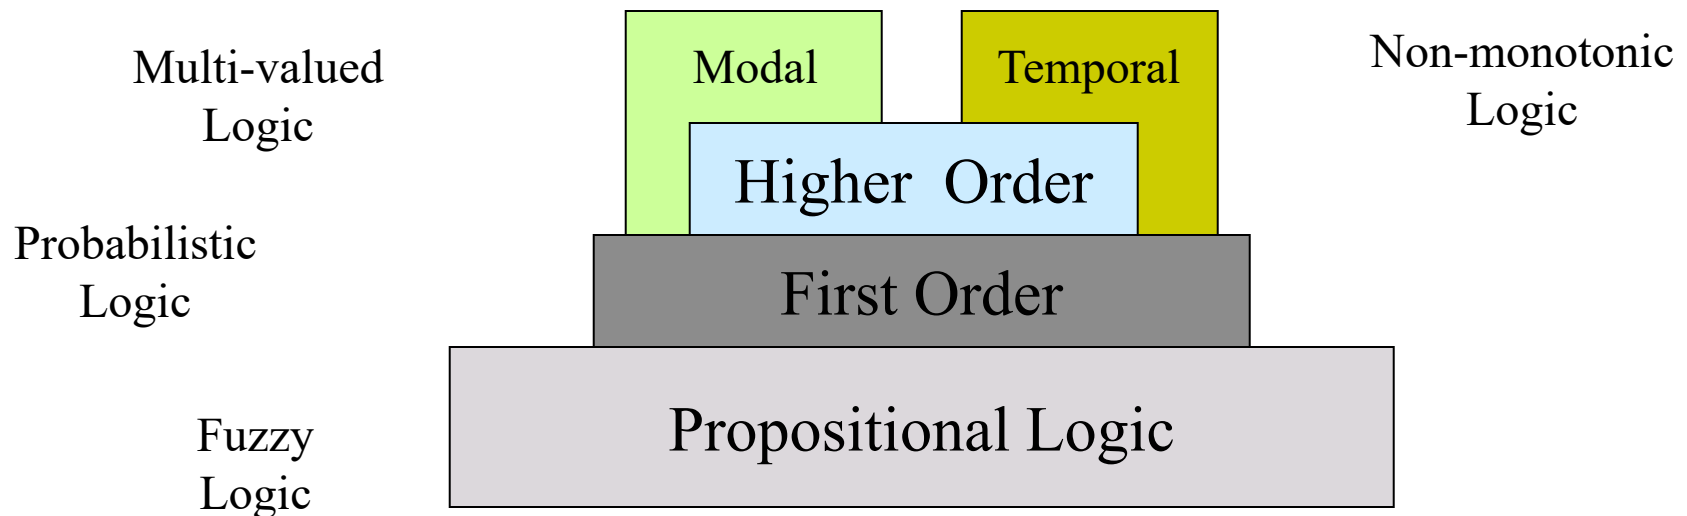 Multi-valued
Logic
Modal
Temporal
Non-monotonic
Logic
Higher Order
Probabilistic
Logic
First Order
Propositional Logic
Fuzzy
Logic